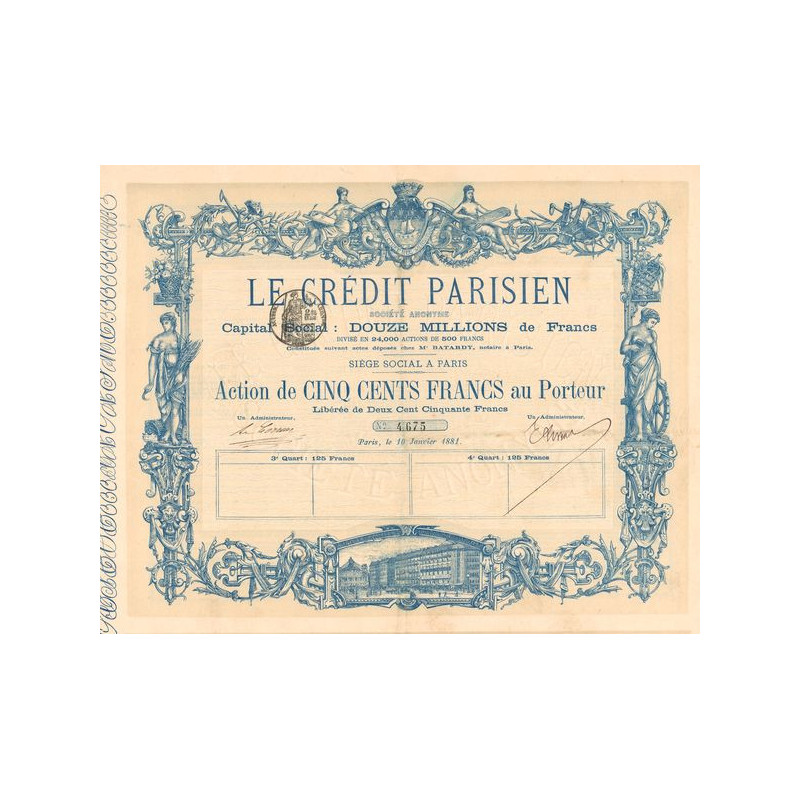 LE CRÉDIT PARISIEN
SOCIÉTÉ ANONYME
Capital Social : DOUZE MILLIONS de Francs
DIVISÉ EN 24,000 ACTIONS DE 500 FRANCS
Constituée suivant actes déposés chez Me BATARDY, notaire à Paris.
SIÈGE SOCIAL A PARIS
Action de CINQ CENTS FRANCS au Porteur
Libérée de Deux Cent Cinquante Francs
Un Administrateur, Un Administrateur,
No 4675
Paris, le 10 Janvier 1881.
3e Quart : 125 Francs 4e Quart : 125 Francs